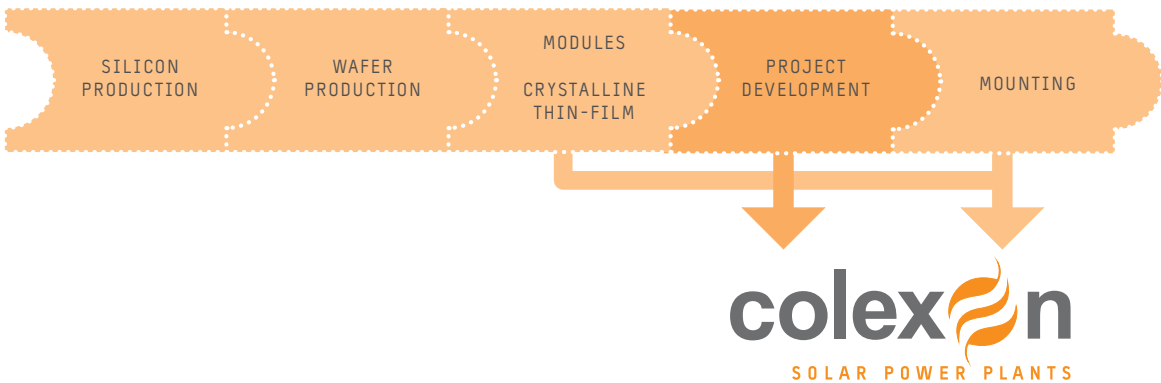 SILICON
PRODUCTION
WAFER
PRODUCTION
MODULES
CRYSTALLINE
THIN-FILM
PROJECT
DEVELOPMENT
MOUNTING
colexon
SOLAR POWER PLANTS